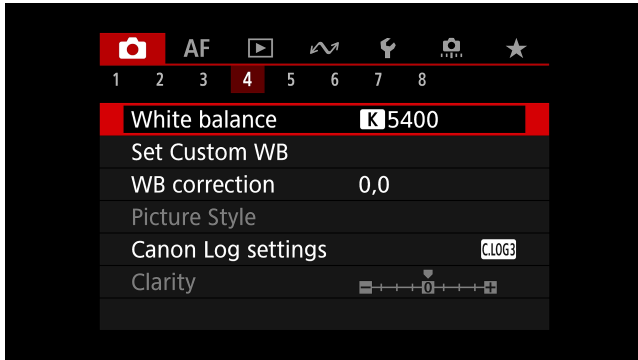 AF
1 2 3 4 5 6 7 8
White balance K 5400
Set Custom WB
WB correction 0,0
Picture Style
Canon Log settings C.LOG3
Clarity 0